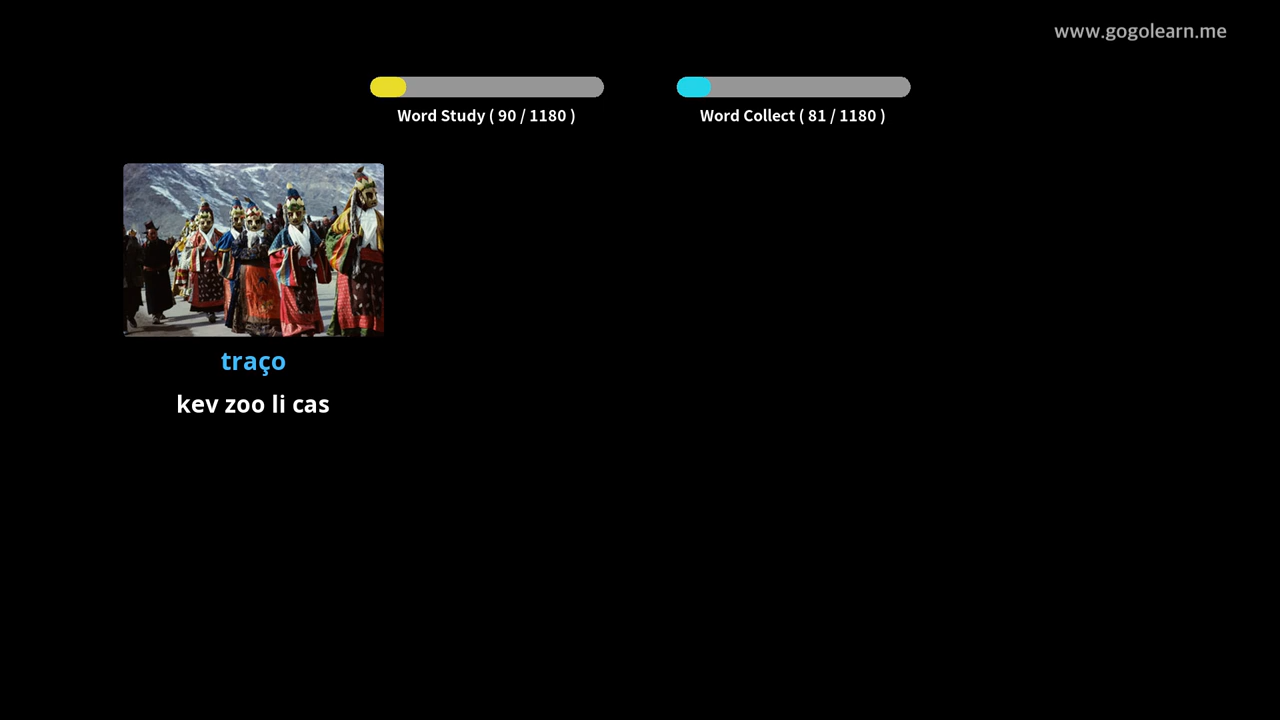 www.gogolearn.me
Word Study ( 90 / 1180 )
Word Collect ( 81 / 1180 )
traço
kev zoo li cas